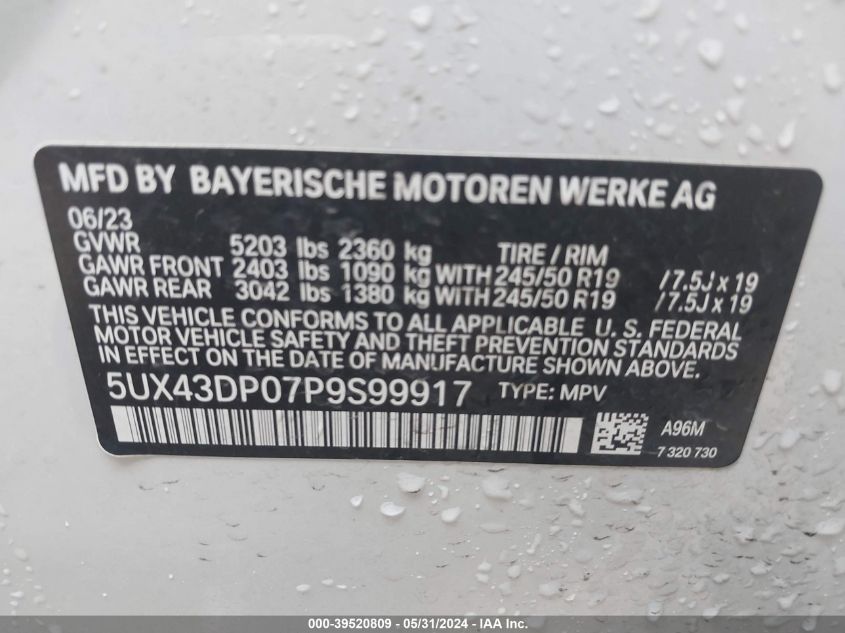 MFD BY BAYERISCHE MOTOREN WERKE AG
06/23
GVWR 5203 lbs 2360 kg TIRE / RIM
GAWR FRONT 2403 lbs 1090 kg WITH 245/50 R19 / 7.5J x 19
GAWR REAR 3042 lbs 1380 kg WITH 245/50 R19 / 7.5J x 19
THIS VEHICLE CONFORMS TO ALL APPLICABLE U. S. FEDERAL
MOTOR VEHICLE SAFETY AND THEFT PREVENTION STANDARDS
IN EFFECT ON THE DATE OF MANUFACTURE SHOWN ABOVE.
5UX43DP07P9S99917 TYPE: MPV
A96M
7 320 730
000-39520809 - 05/31/2024 - IAA Inc.